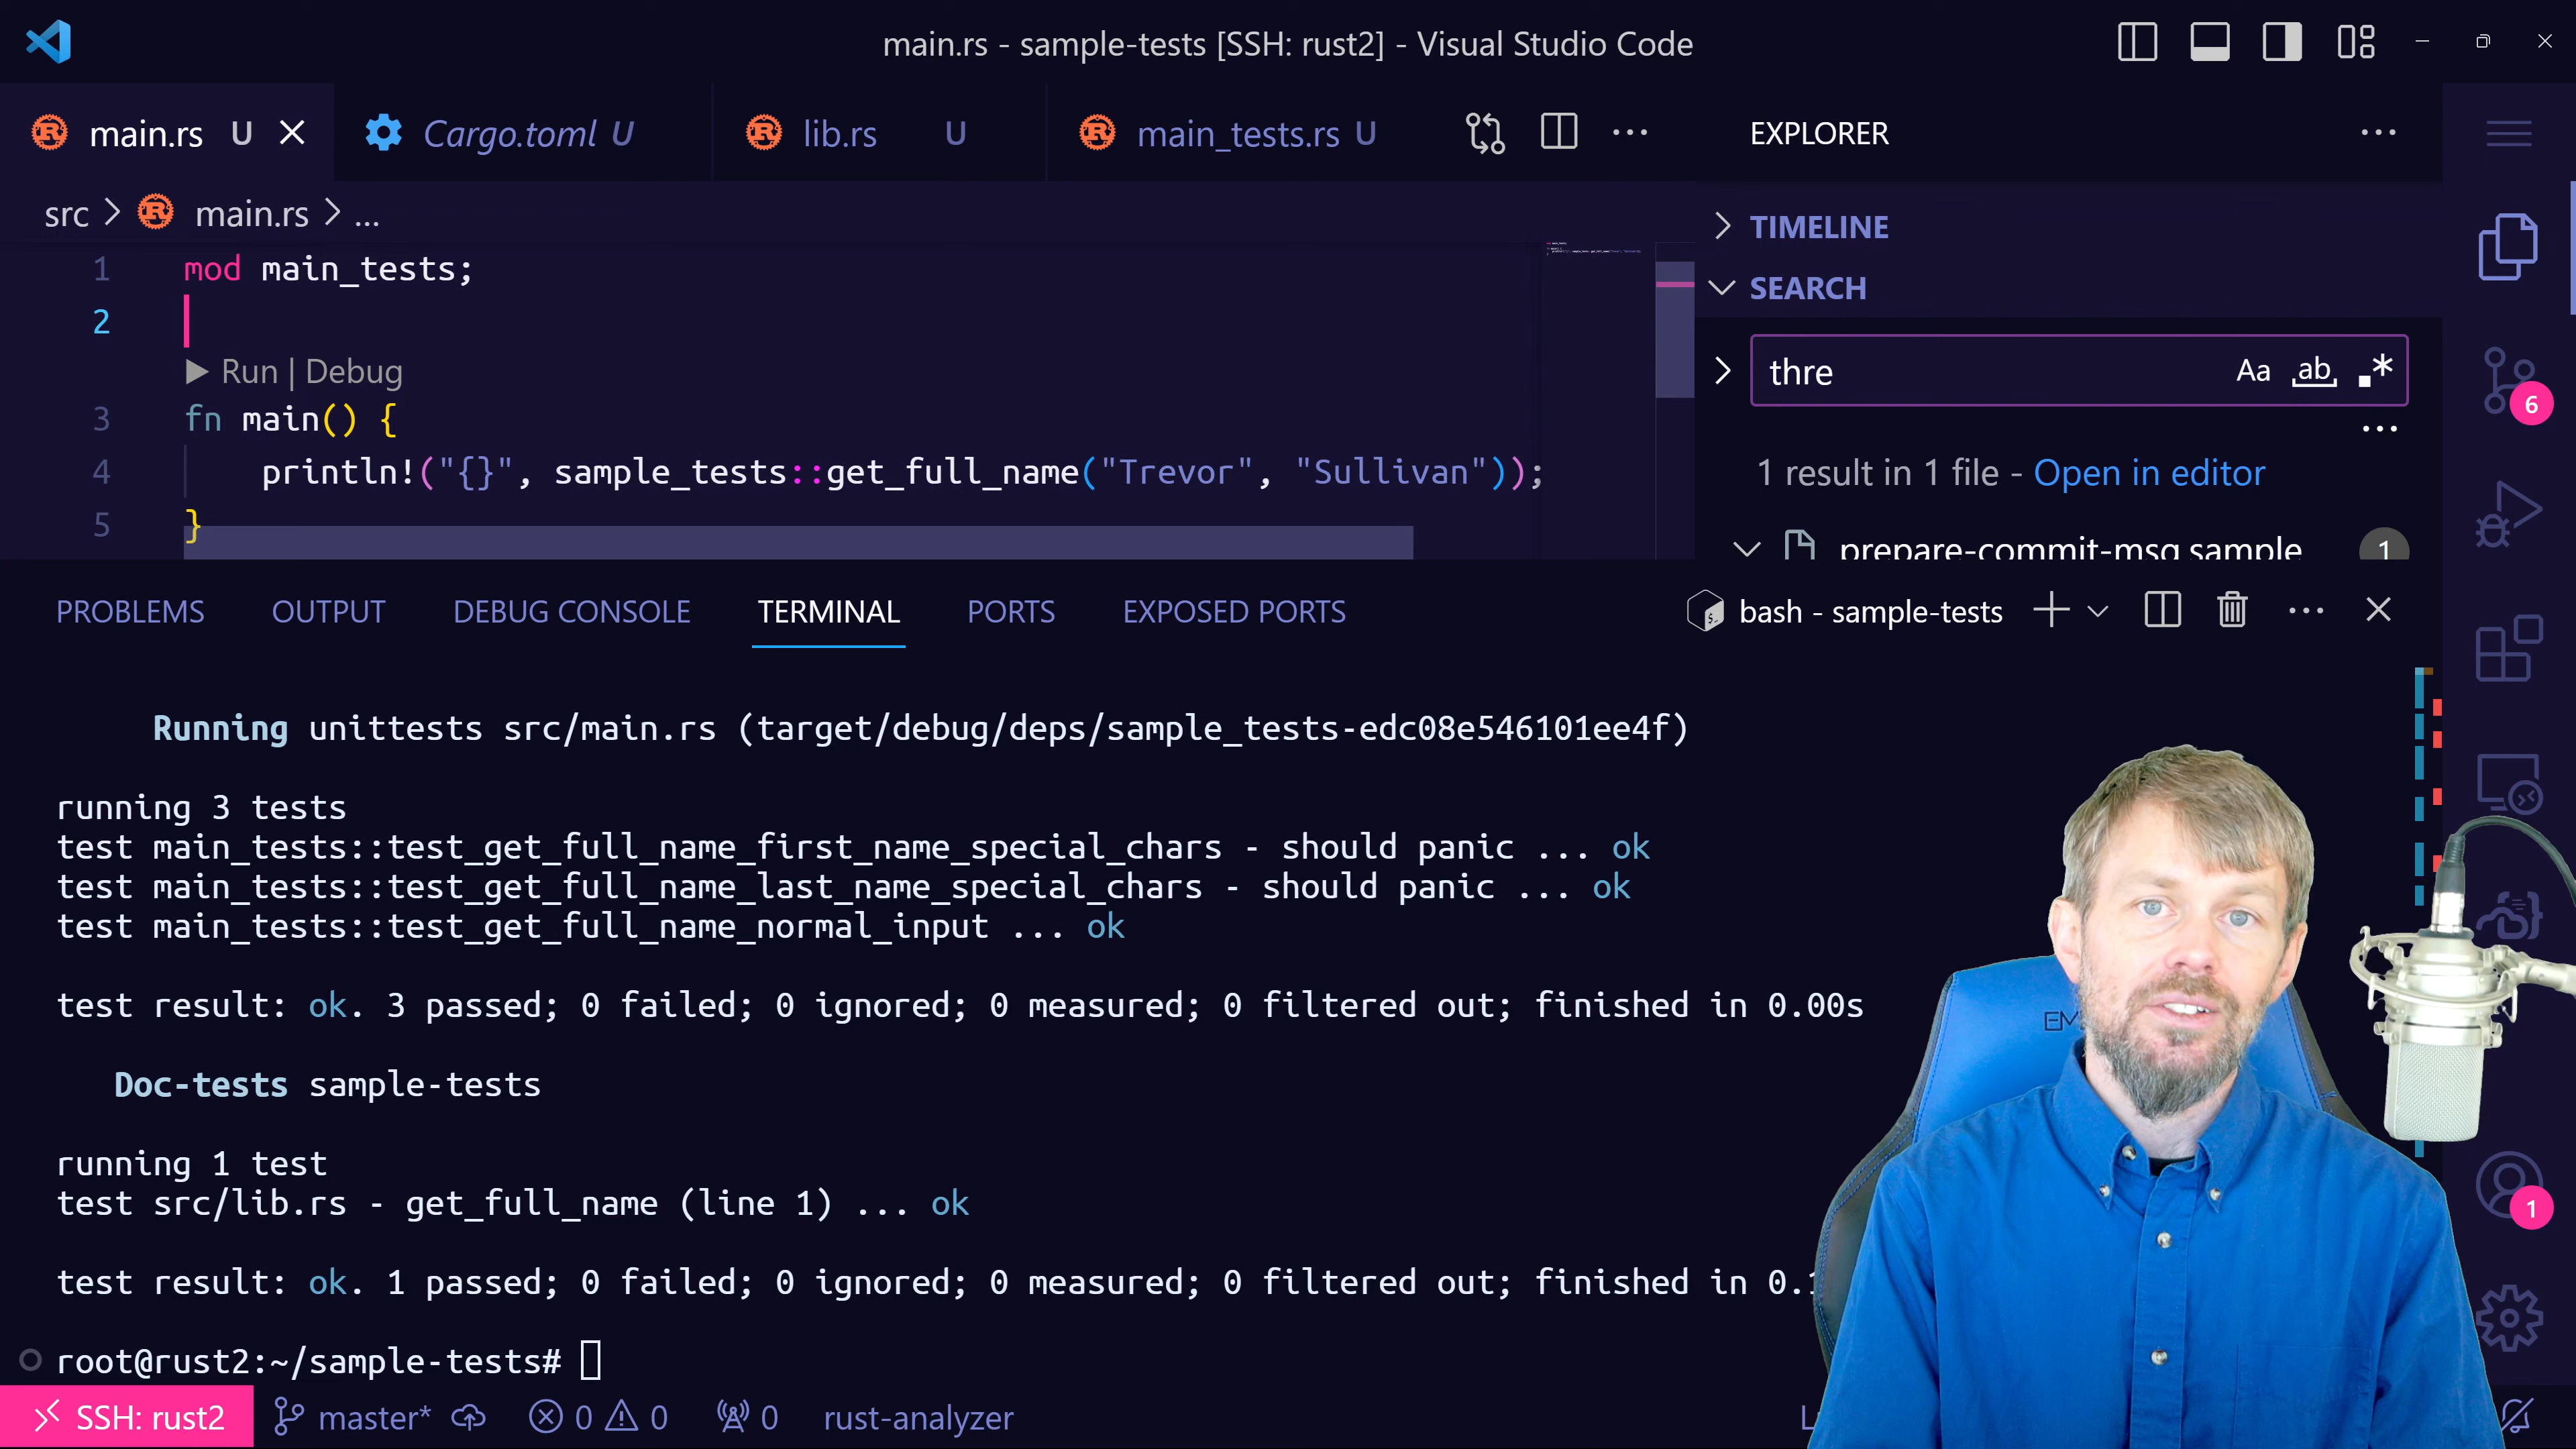 main.rs - sample-tests [SSH: rust2] - Visual Studio Code
main.rs U
Cargo.toml U
lib.rs U
main_tests.rs U
EXPLORER
src > main.rs > ...
TIMELINE
SEARCH
1 mod main_tests;
2
Run | Debug
3 fn main() {
4 println!("{}", sample_tests::get_full_name("Trevor", "Sullivan"));
5 }
thre
Aa ab .*
1 result in 1 file - Open in editor
prepare-commit-msg.sample 1
6
PROBLEMS OUTPUT DEBUG CONSOLE TERMINAL PORTS EXPOSED PORTS
bash - sample-tests
Running unittests src/main.rs (target/debug/deps/sample_tests-edc08e546101ee4f)
running 3 tests
test main_tests::test_get_full_name_first_name_special_chars - should panic ... ok
test main_tests::test_get_full_name_last_name_special_chars - should panic ... ok
test main_tests::test_get_full_name_normal_input ... ok
test result: ok. 3 passed; 0 failed; 0 ignored; 0 measured; 0 filtered out; finished in 0.00s
Doc-tests sample-tests
running 1 test
test src/lib.rs - get_full_name (line 1) ... ok
test result: ok. 1 passed; 0 failed; 0 ignored; 0 measured; 0 filtered out; finished in
root@rust2:~/sample-tests#
EM
1
SSH: rust2 master* 0 0 0 rust-analyzer